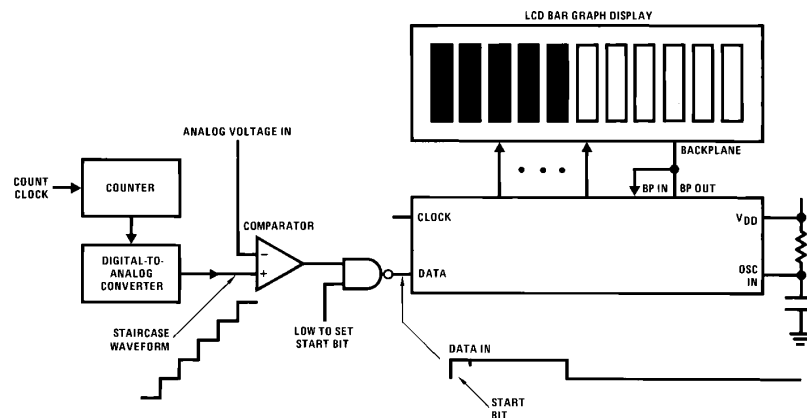 LCD BAR GRAPH DISPLAY
ANALOG VOLTAGE IN
BACKPLANE
COUNT
CLOCK
COUNTER
BP IN
BP OUT
COMPARATOR
CLOCK
VDD
DIGITAL-TO-
ANALOG
CONVERTER
−
+
DATA
OSC
IN
STAIRCASE
WAVEFORM
LOW TO SET
START BIT
DATA IN
START
BIT